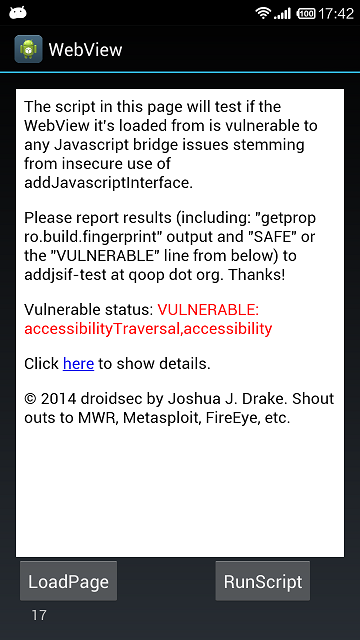 100 17:42
WebView
The script in this page will test if the
WebView it's loaded from is vulnerable to
any Javascript bridge issues stemming
from insecure use of
addJavascriptInterface.
Please report results (including: "getprop
ro.build.fingerprint" output and "SAFE" or
the "VULNERABLE" line from below) to
addjsif-test at qoop dot org. Thanks!
Vulnerable status: VULNERABLE:
accessibilityTraversal,accessibility
Click here to show details.
© 2014 droidsec by Joshua J. Drake. Shout
outs to MWR, Metasploit, FireEye, etc.
LoadPage RunScript
17